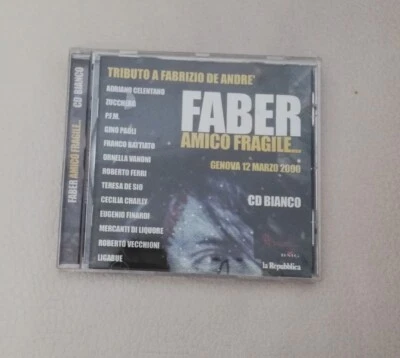 TRIBUTO A FABRIZIO DE ANDRE'
ADRIANO CELENTANO
ZUCCHERO
P.F.M.
GINO PAOLI
FRANCO BATTIATO
ORNELLA VANONI
ROBERTO FERRI
TERESA DE SIO
CECILIA CHAILLY
EUGENIO FINARDI
MERCANTI DI LIQUORE
ROBERTO VECCHIONI
LIGABUE
FABER
AMICO FRAGILE...
GENOVA 12 MARZO 2000
CD BIANCO
la Repubblica
FABER AMICO FRAGILE... CD BIANCO